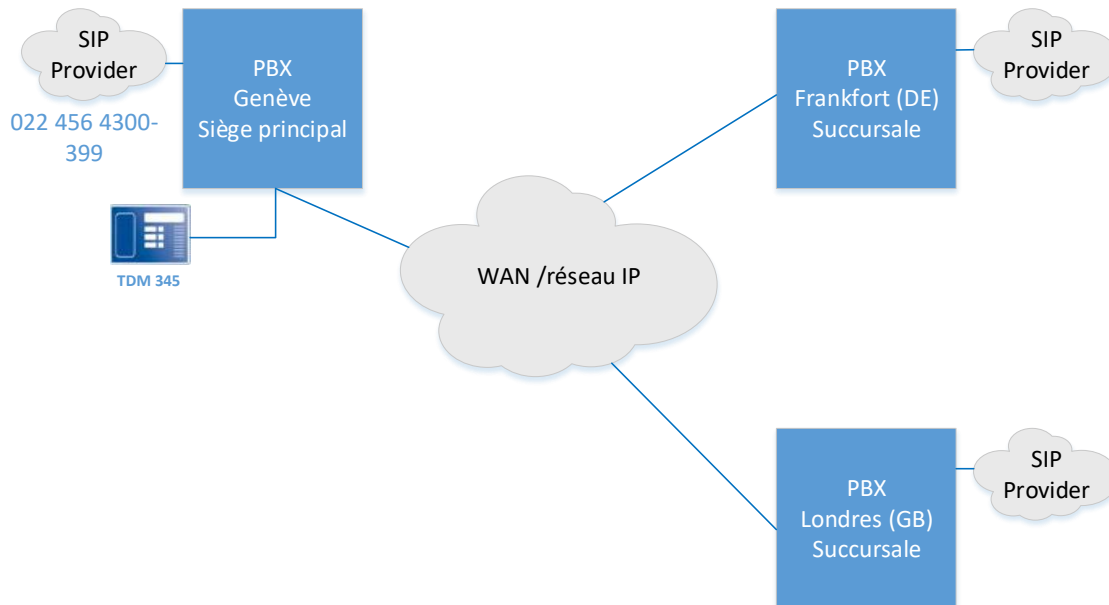 SIP
Provider
022 456 4300-
399
PBX
Genève
Siège principal
TDM 345
WAN /réseau IP
PBX
Frankfort (DE)
Succursale
SIP
Provider
PBX
Londres (GB)
Succursale
SIP
Provider